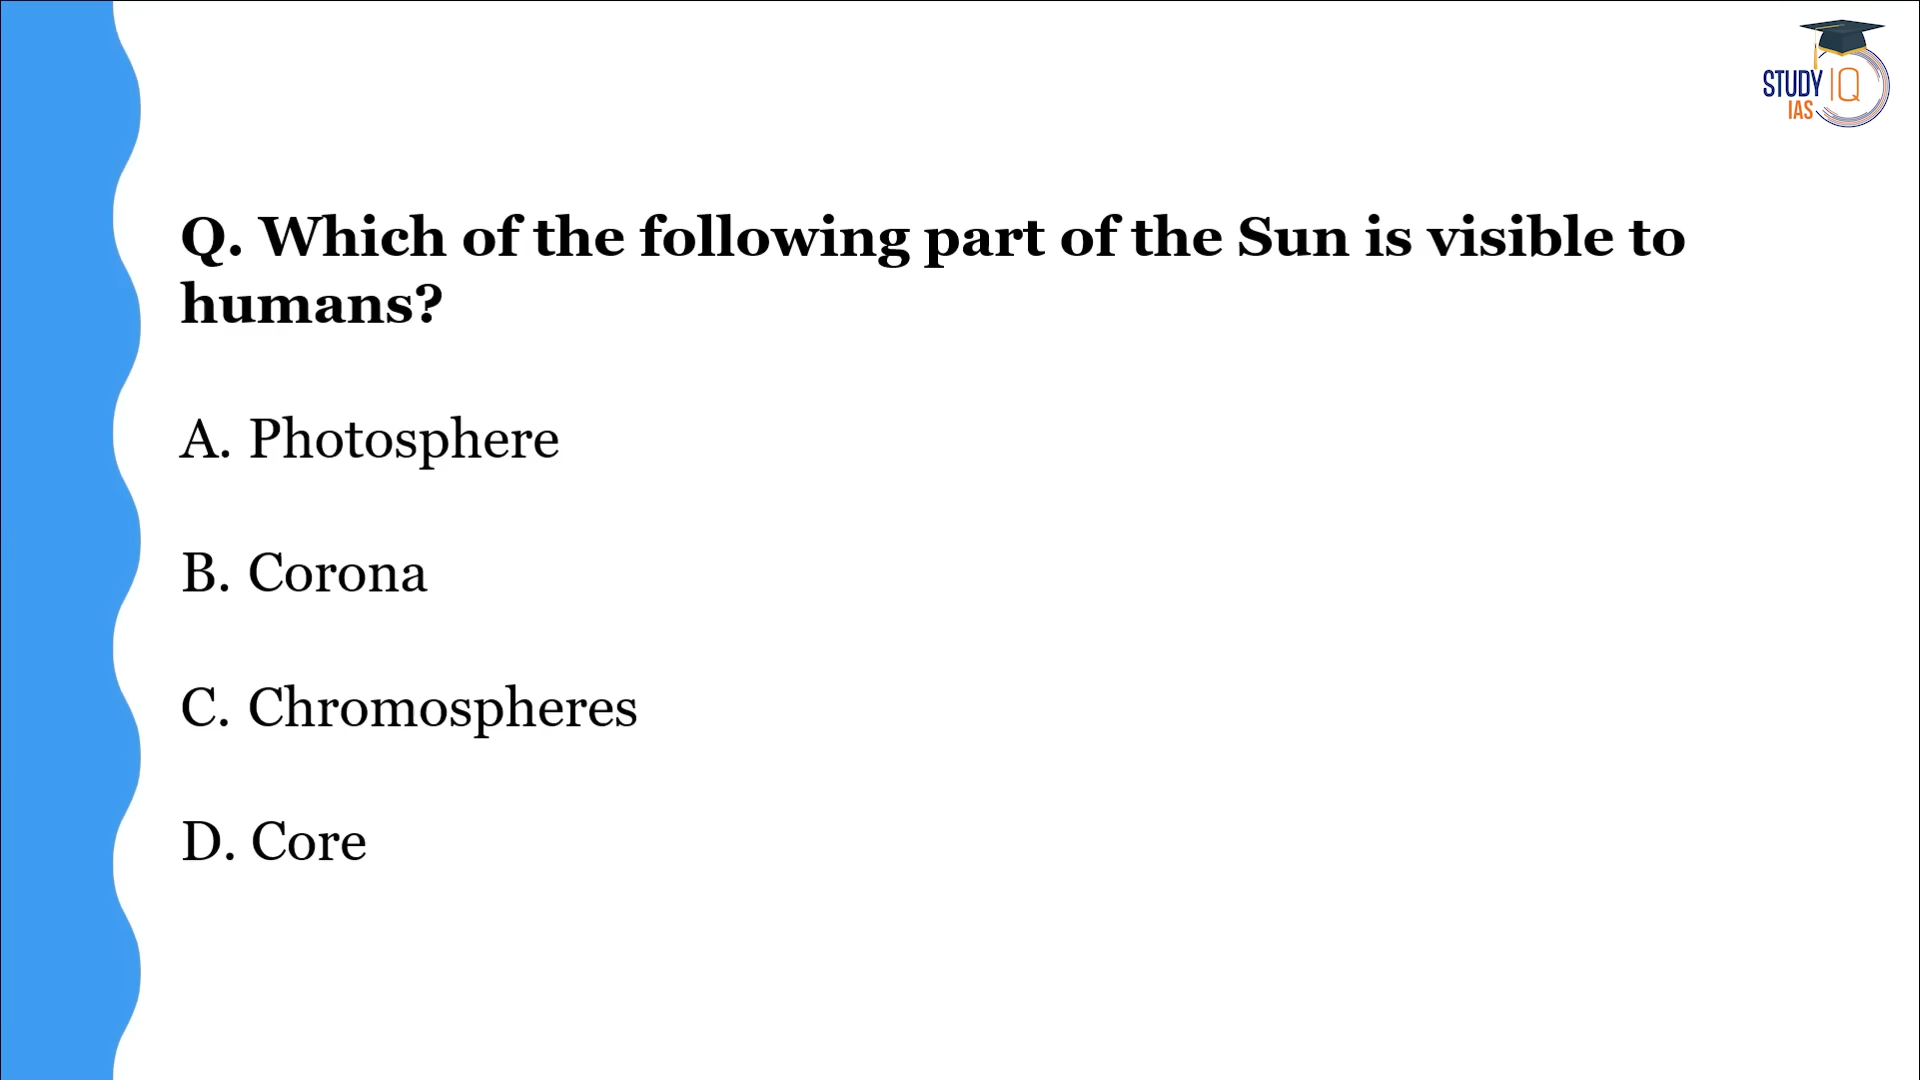 STUDY IQ
IAS
Q. Which of the following part of the Sun is visible to
humans?
A. Photosphere
B. Corona
C. Chromospheres
D. Core